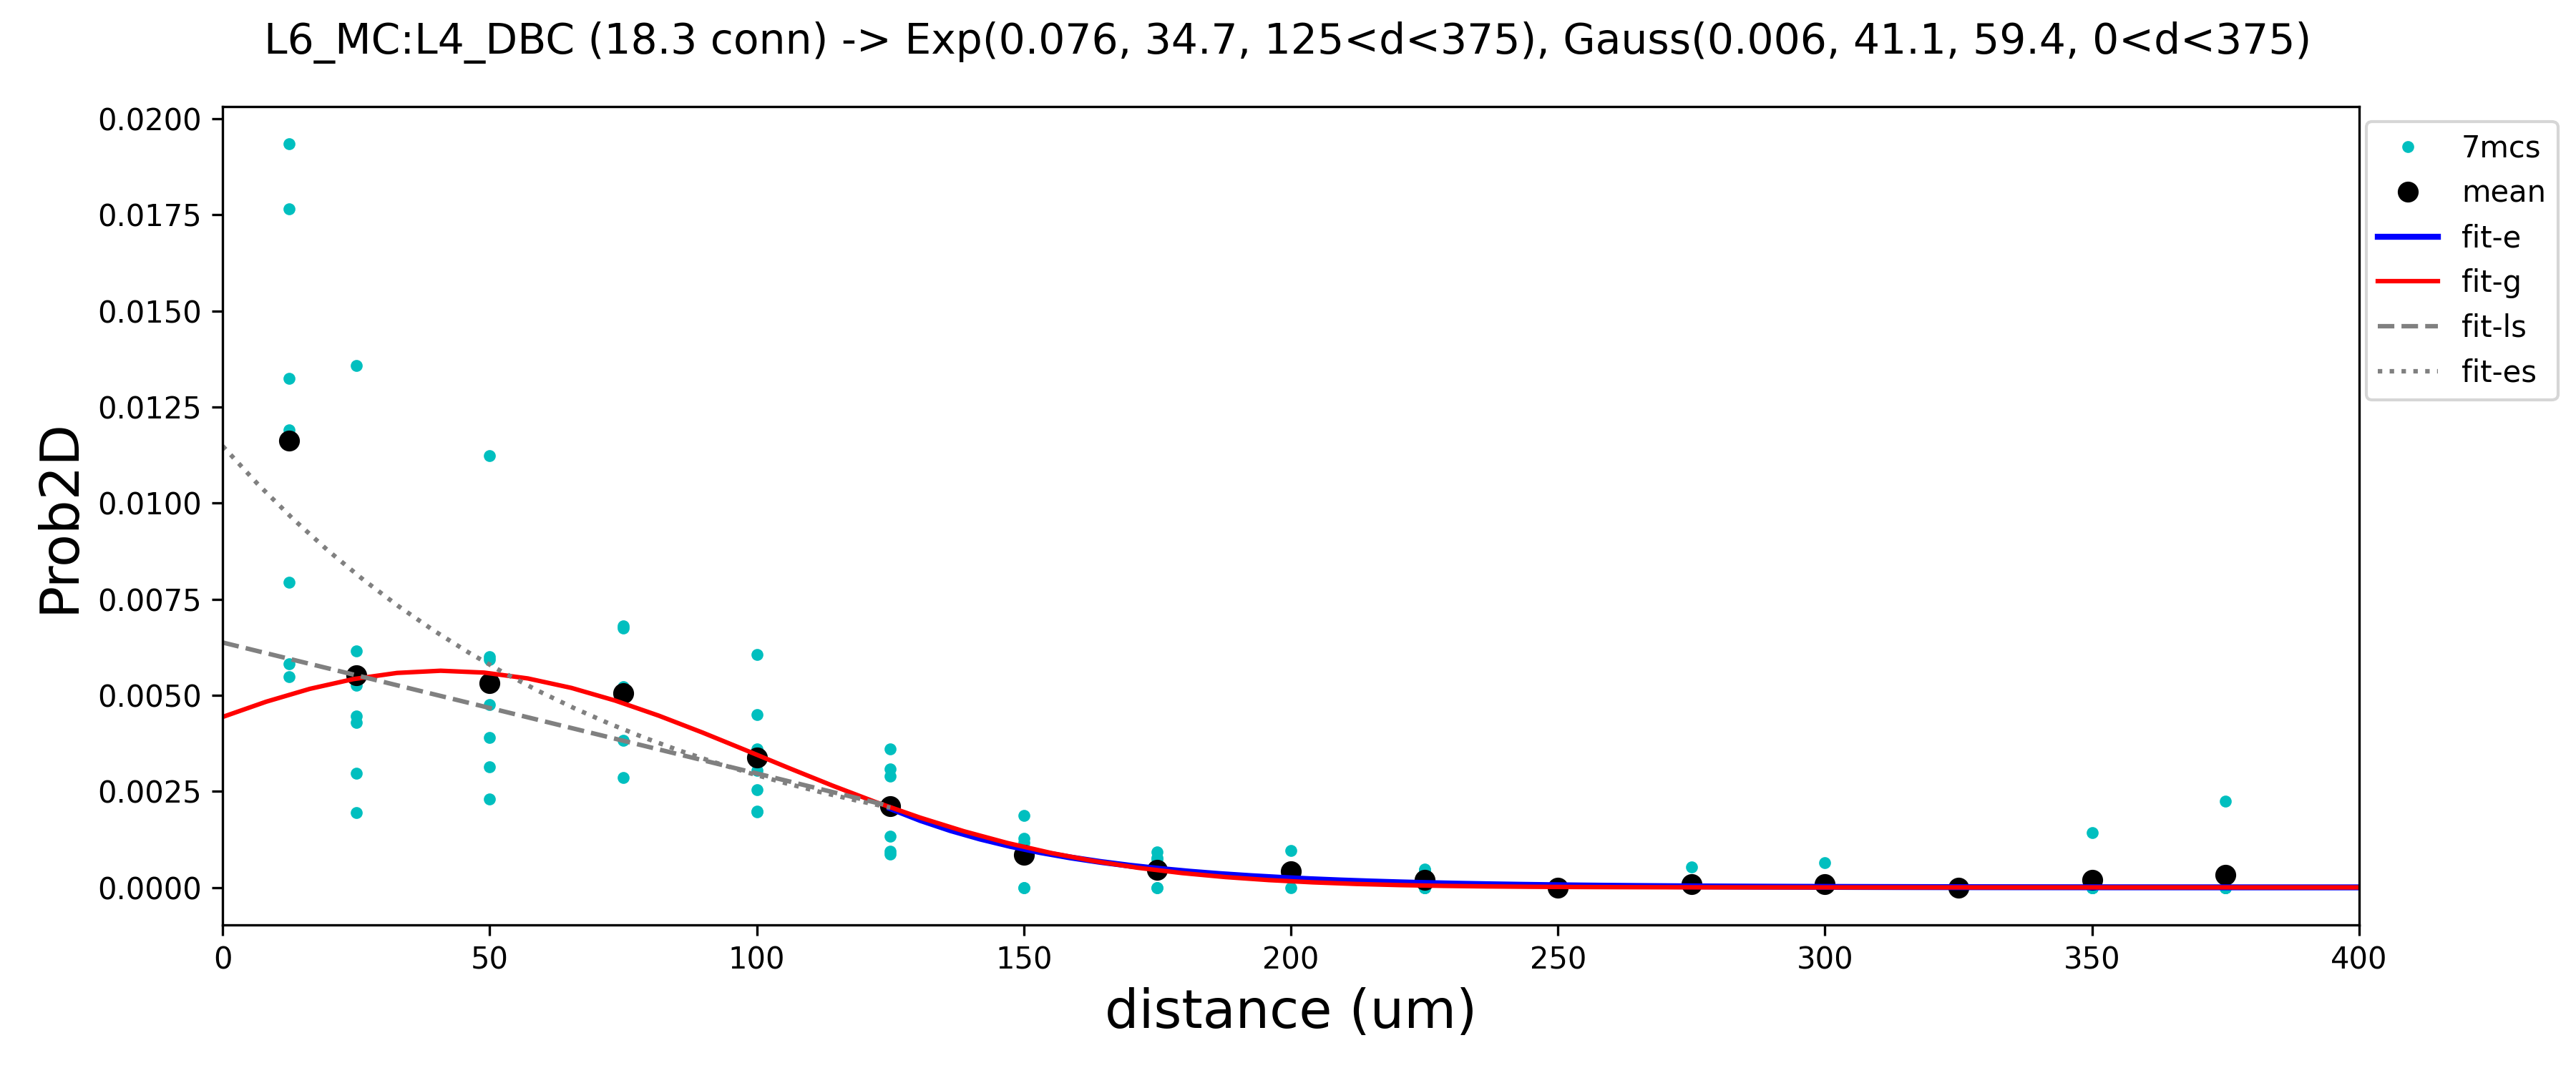 L6_MC:L4_DBC (18.3 conn) -> Exp(0.076, 34.7, 125<d<375), Gauss(0.006, 41.1, 59.4, 0<d<375)
0.0200
0.0175
0.0150
0.0125
0.0100
0.0075
0.0050
0.0025
0.0000
Prob2D
0 50 100 150 200 250 300 350 400
distance (um)
7mcs
mean
fit-e
fit-g
fit-ls
fit-es